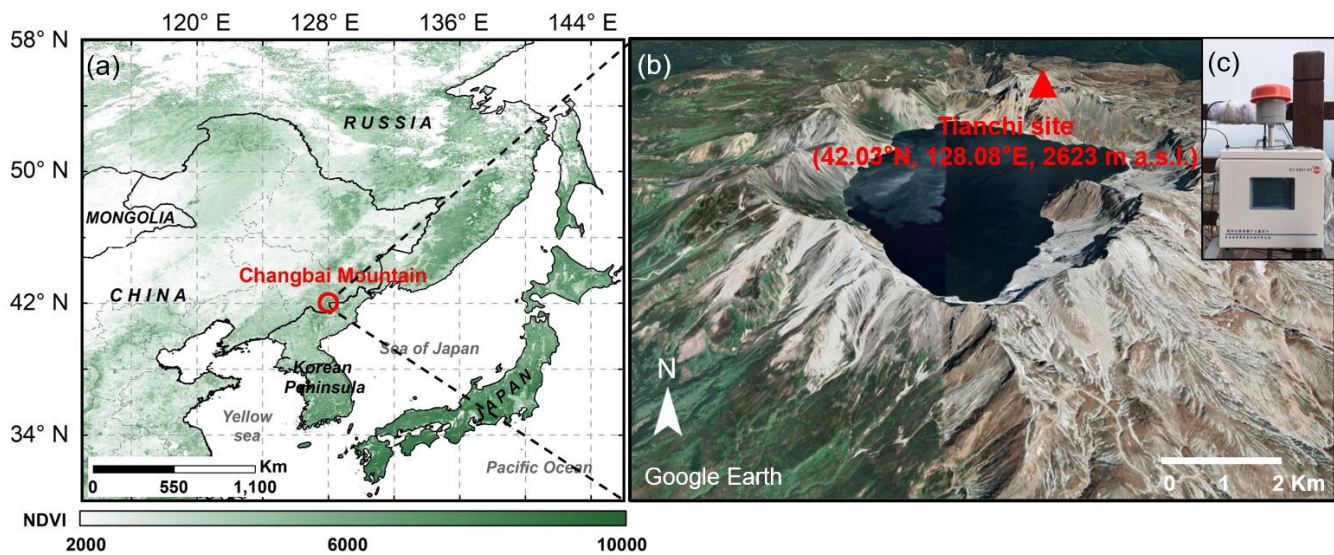 120° E 128° E 136° E 144° E
58° N
(a)
RUSSIA
50° N
MONGOLIA
Changbai Mountain
CHINA
42° N
Sea of Japan
Korean
Peninsula
JAPAN
Yellow
sea
34° N
Km
Pacific Ocean
0 550 1,100
NDVI
2000 6000 10000
(b)
Tianchi site
(42.03°N, 128.08°E, 2623 m a.s.l.)
N
Google Earth
0 1 2 Km
(c)